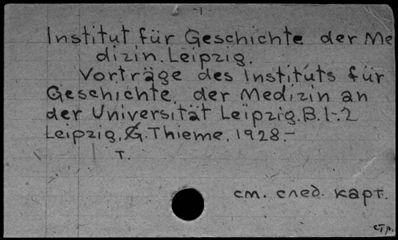 Institut für Geschichte der Me
dizin. Leipzig.
Vorträge des Instituts für
Geschichte der Medizin an
der Universität Leipzig. B. 1-2
Leipzig, G. Thieme, 1928.-
т.
см. след. карт.
стр.